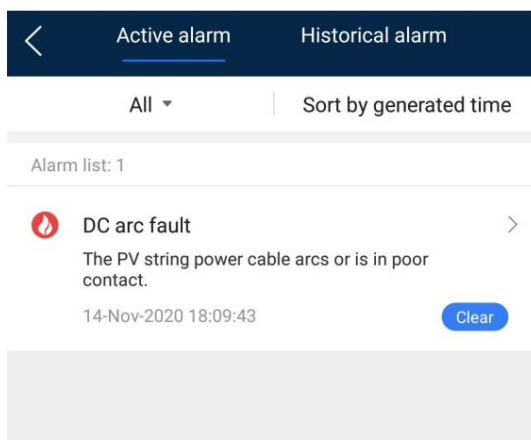 Active alarm Historical alarm
All Sort by generated time
Alarm list: 1
DC arc fault
The PV string power cable arcs or is in poor
contact.
14-Nov-2020 18:09:43 Clear